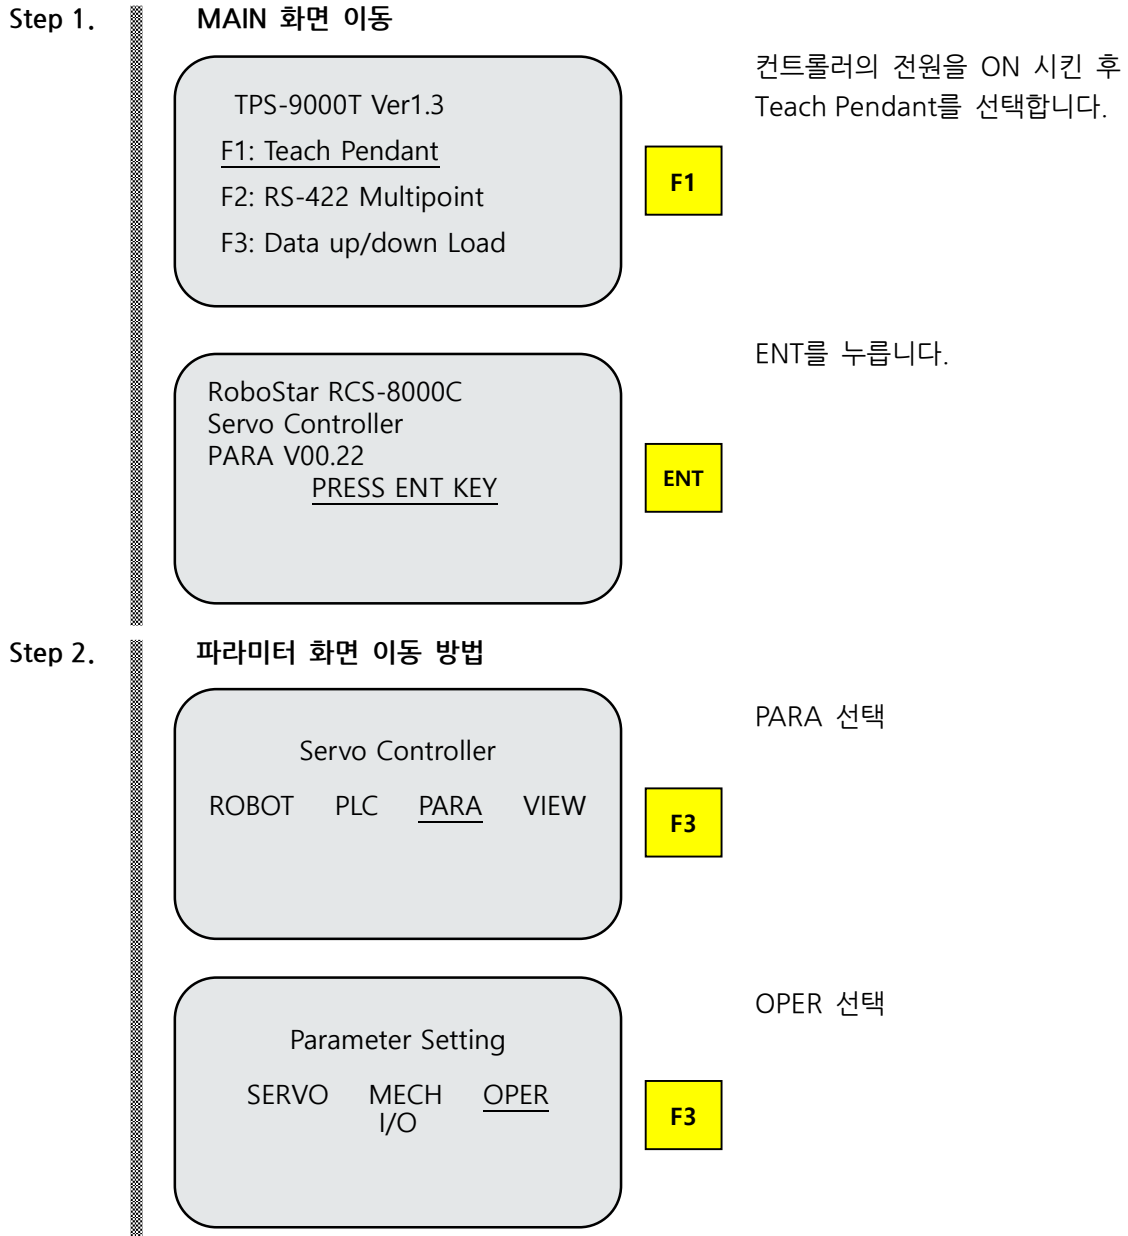 Step 1.
MAIN 화면 이동
TPS-9000T Ver1.3
F1: Teach Pendant
F2: RS-422 Multipoint
F3: Data up/down Load
F1
컨트롤러의 전원을 ON 시킨 후
Teach Pendant를 선택합니다.
RoboStar RCS-8000C
Servo Controller
PARA V00.22
PRESS ENT KEY
ENT
ENT를 누릅니다.
Step 2.
파라미터 화면 이동 방법
Servo Controller
ROBOT PLC PARA VIEW
F3
PARA 선택
Parameter Setting
SERVO MECH OPER
I/O
F3
OPER 선택